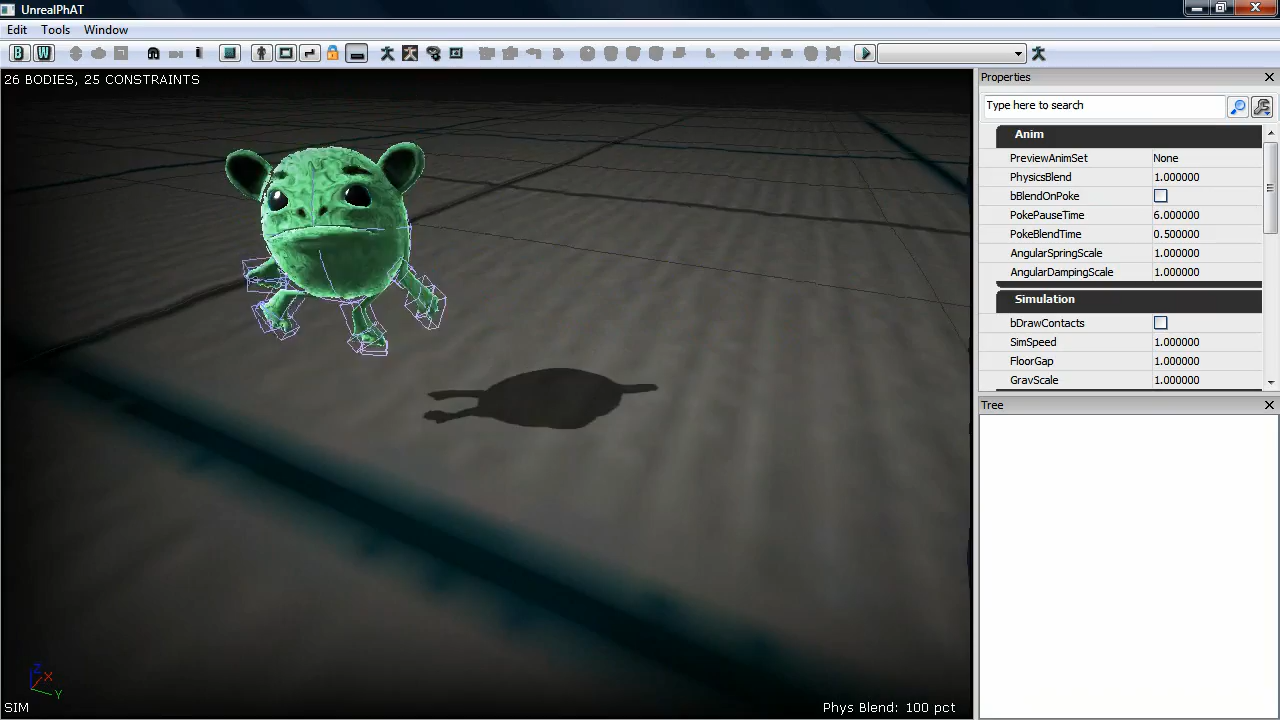 UnrealPhAT
Edit Tools Window
B W
26 BODIES, 25 CONSTRAINTS
Properties
Type here to search
Anim
PreviewAnimSet None
PhysicsBlend 1.000000
bBlendOnPoke
PokePauseTime 6.000000
PokeBlendTime 0.500000
AngularSpringScale 1.000000
AngularDampingScale 1.000000
Simulation
bDrawContacts
SimSpeed 1.000000
FloorGap 1.000000
GravScale 1.000000
Tree
Z X Y
SIM
Phys Blend: 100 pct